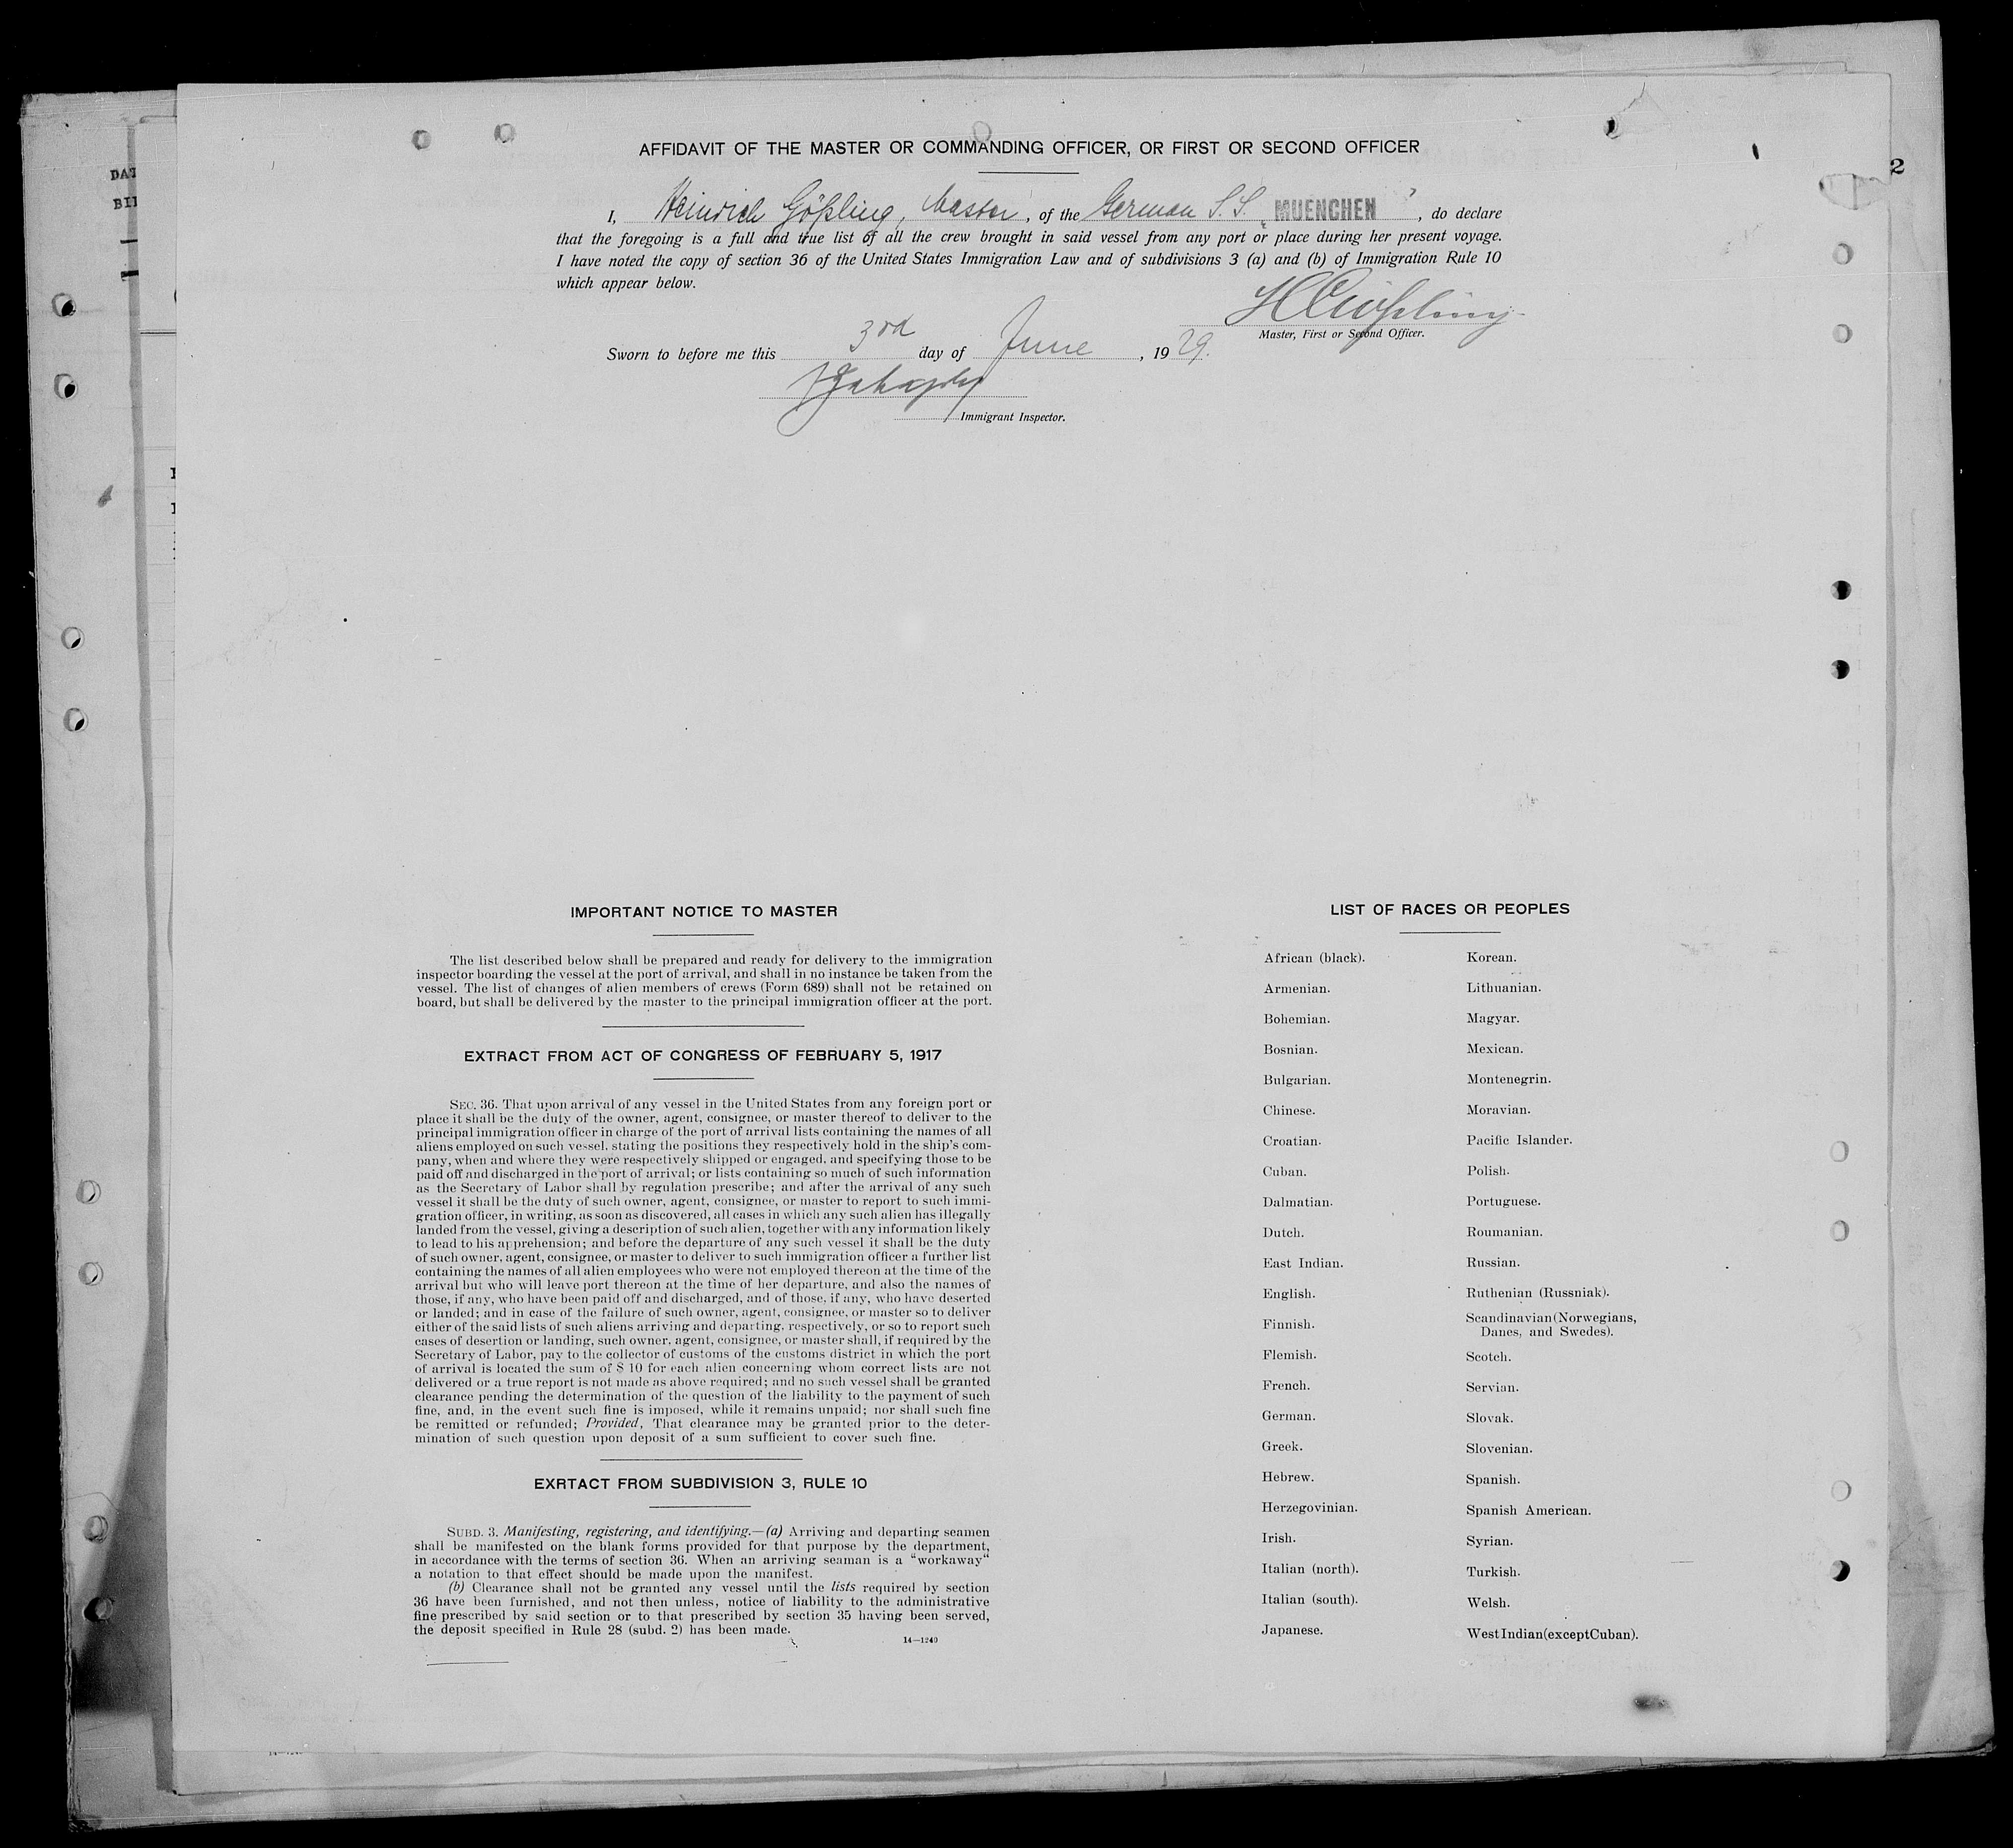 AFFIDAVIT OF THE MASTER OR COMMANDING OFFICER, OR FIRST OR SECOND OFFICER
I, Heinrich Gößling, Master, of the German S.S. „MUENCHEN", do declare
that the foregoing is a full and true list of all the crew brought in said vessel from any port or place during her present voyage.
I have noted the copy of section 36 of the United States Immigration Law and of subdivisions 3 (a) and (b) of Immigration Rule 10
which appear below.
Master, First or Second Officer.
Sworn to before me this 3rd day of June, 1929.
Immigrant Inspector.
2
DAT
BII
IMPORTANT NOTICE TO MASTER
The list described below shall be prepared and ready for delivery to the immigration
inspector boarding the vessel at the port of arrival, and shall in no instance be taken from the
vessel. The list of changes of alien members of crews (Form 689) shall not be retained on
board, but shall be delivered by the master to the principal immigration officer at the port.
EXTRACT FROM ACT OF CONGRESS OF FEBRUARY 5, 1917
SEC. 36. That upon arrival of any vessel in the United States from any foreign port or
place it shall be the duty of the owner, agent, consignee, or master thereof to deliver to the
principal immigration officer in charge of the port of arrival lists containing the names of all
aliens employed on such vessel, stating the positions they respectively hold in the ship's com-
pany, when and where they were respectively shipped or engaged, and specifying those to be
paid off and discharged in the port of arrival; or lists containing so much of such information
as the Secretary of Labor shall by regulation prescribe; and after the arrival of any such
vessel it shall be the duty of such owner, agent, consignee, or master to report to such immi-
gration officer, in writing, as soon as discovered, all cases in which any such alien has illegally
landed from the vessel, giving a description of such alien, together with any information likely
to lead to his apprehension; and before the departure of any such vessel it shall be the duty
of such owner, agent, consignee, or master to deliver to such immigration officer a further list
containing the names of all alien employees who were not employed thereon at the time of the
arrival but who will leave port thereon at the time of her departure, and also the names of
those, if any, who have been paid off and discharged, and of those, if any, who have deserted
or landed; and in case of the failure of such owner, agent, consignee, or master so to deliver
either of the said lists of such aliens arriving and departing, respectively, or so to report such
cases of desertion or landing, such owner, agent, consignee, or master shall, if required by the
Secretary of Labor, pay to the collector of customs of the customs district in which the port
of arrival is located the sum of $ 10 for each alien concerning whom correct lists are not
delivered or a true report is not made as above required; and no such vessel shall be granted
clearance pending the determination of the question of the liability to the payment of such
fine, and, in the event such fine is imposed, while it remains unpaid; nor shall such fine
be remitted or refunded; Provided, That clearance may be granted prior to the deter-
mination of such question upon deposit of a sum sufficient to cover such fine.
EXRTACT FROM SUBDIVISION 3, RULE 10
SUBD. 3. Manifesting, registering, and identifying.—(a) Arriving and departing seamen
shall be manifested on the blank forms provided for that purpose by the department,
in accordance with the terms of section 36. When an arriving seaman is a "workaway"
a notation to that effect should be made upon the manifest.
(b) Clearance shall not be granted any vessel until the lists required by section
36 have been furnished, and not then unless, notice of liability to the administrative
fine prescribed by said section or to that prescribed by section 35 having been served,
the deposit specified in Rule 28 (subd. 2) has been made.
14—1240
LIST OF RACES OR PEOPLES
African (black).
Armenian.
Bohemian.
Bosnian.
Bulgarian.
Chinese.
Croatian.
Cuban.
Dalmatian.
Dutch.
East Indian.
English.
Finnish.
Flemish.
French.
German.
Greek.
Hebrew.
Herzegovinian.
Irish.
Italian (north).
Italian (south).
Japanese.
Korean.
Lithuanian.
Magyar.
Mexican.
Montenegrin.
Moravian.
Pacific Islander.
Polish.
Portuguese.
Roumanian.
Russian.
Ruthenian (Russniak).
Scandinavian (Norwegians,
Danes, and Swedes).
Scotch.
Servian.
Slovak.
Slovenian.
Spanish.
Spanish American.
Syrian.
Turkish.
Welsh.
West Indian (except Cuban).